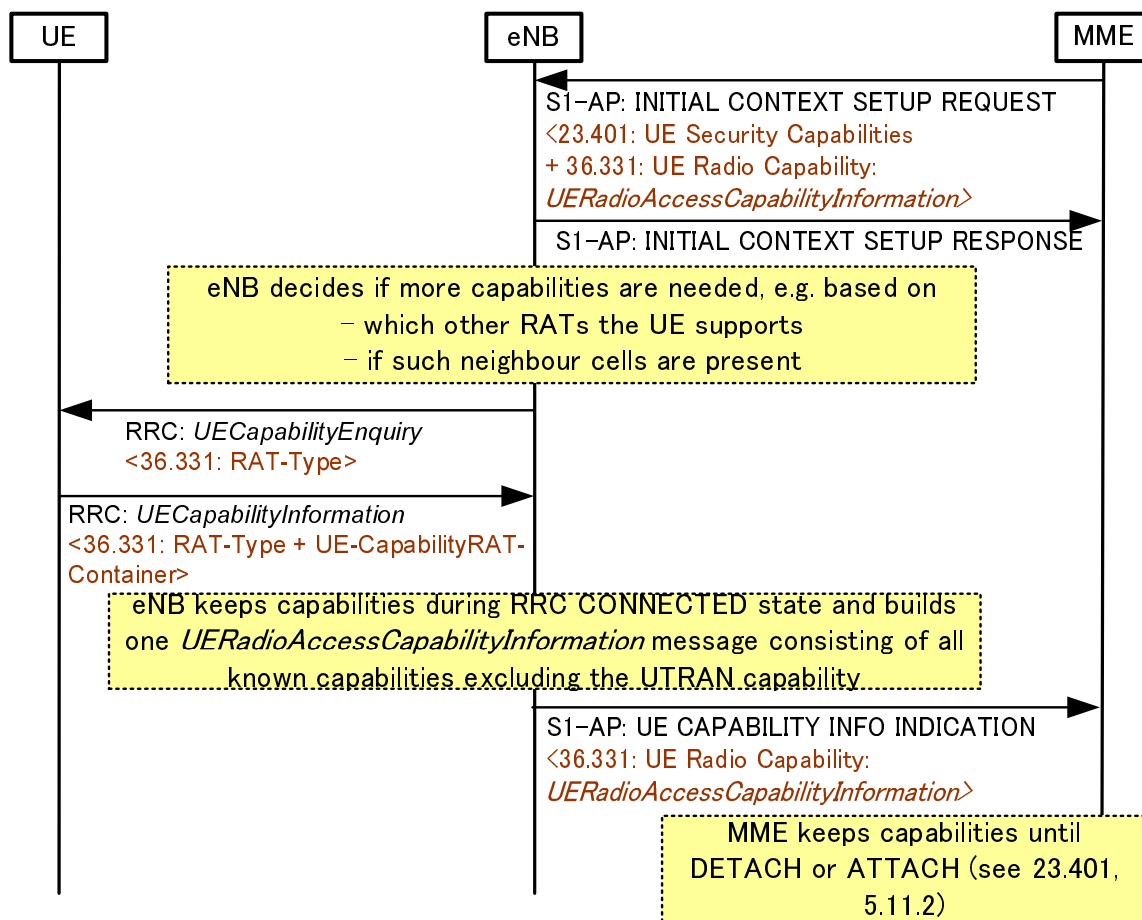 UE
eNB
MME
S1-AP: INITIAL CONTEXT SETUP REQUEST
<23.401: UE Security Capabilities
+ 36.331: UE Radio Capability:
UERadioAccessCapabilityInformation>
S1-AP: INITIAL CONTEXT SETUP RESPONSE
eNB decides if more capabilities are needed, e.g. based on
- which other RATs the UE supports
- if such neighbour cells are present
RRC: UECapabilityEnquiry
<36.331: RAT-Type>
RRC: UECapabilityInformation
<36.331: RAT-Type + UE-CapabilityRAT-
Container>
eNB keeps capabilities during RRC CONNECTED state and builds
one UERadioAccessCapabilityInformation message consisting of all
known capabilities excluding the UTRAN capability
S1-AP: UE CAPABILITY INFO INDICATION
<36.331: UE Radio Capability:
UERadioAccessCapabilityInformation>
MME keeps capabilities until
DETACH or ATTACH (see 23.401,
5.11.2)